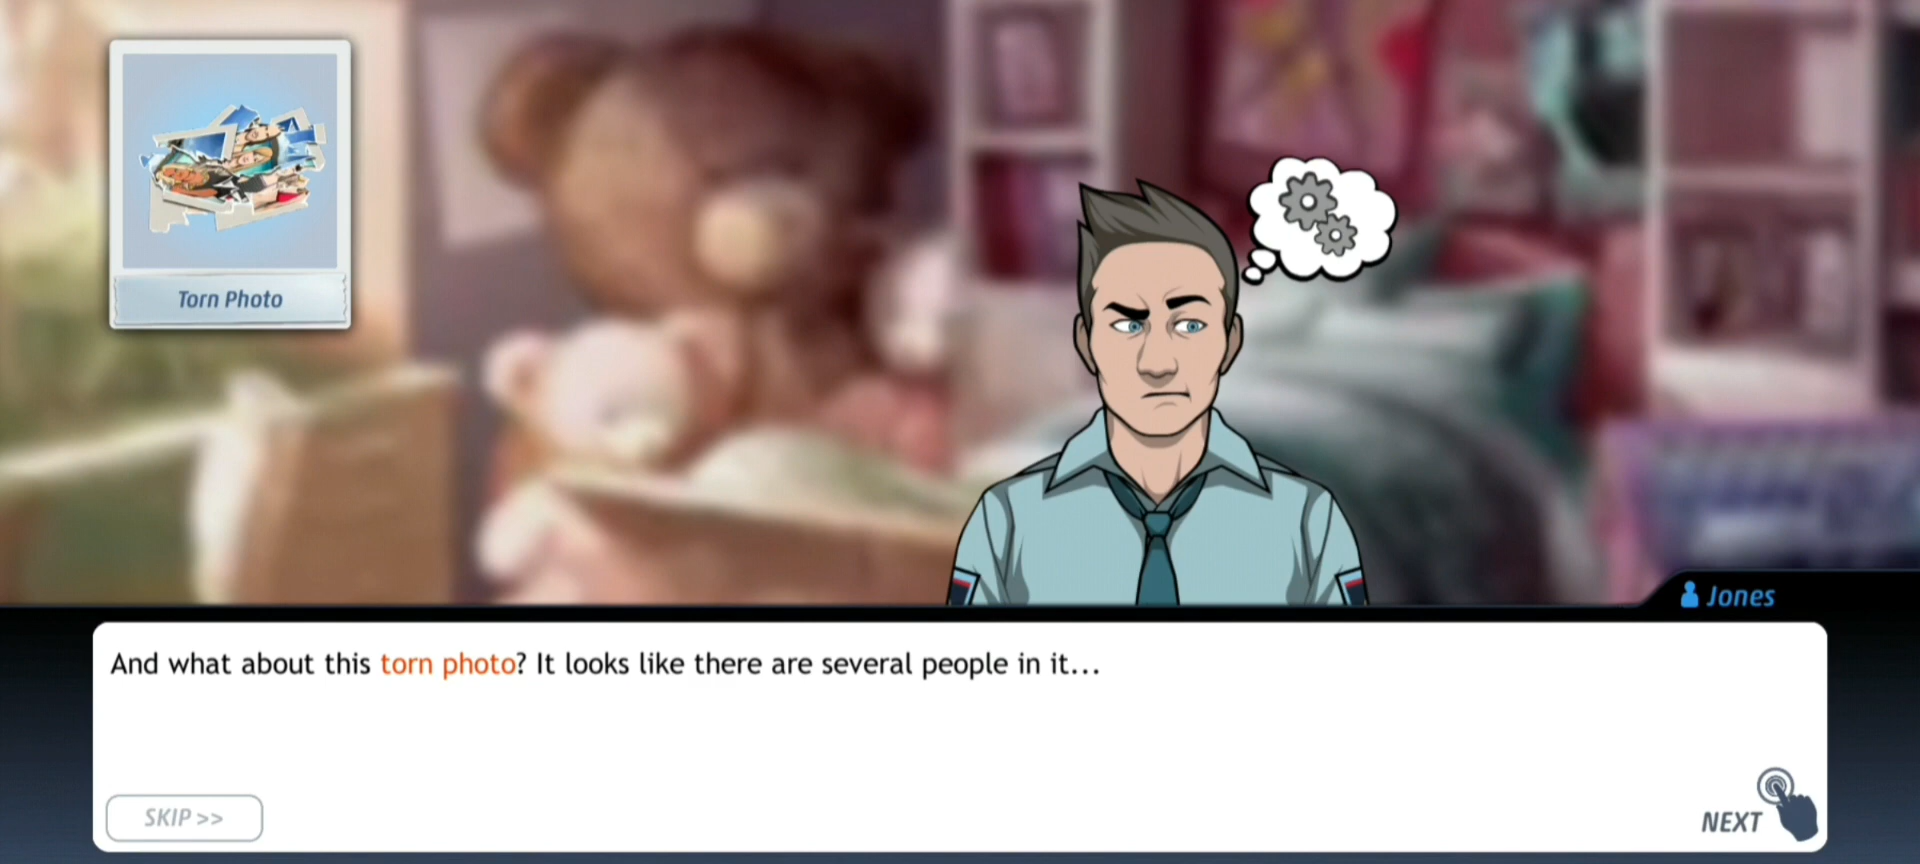 Torn Photo
Jones
And what about this torn photo? It looks like there are several people in it...
SKIP >>
NEXT